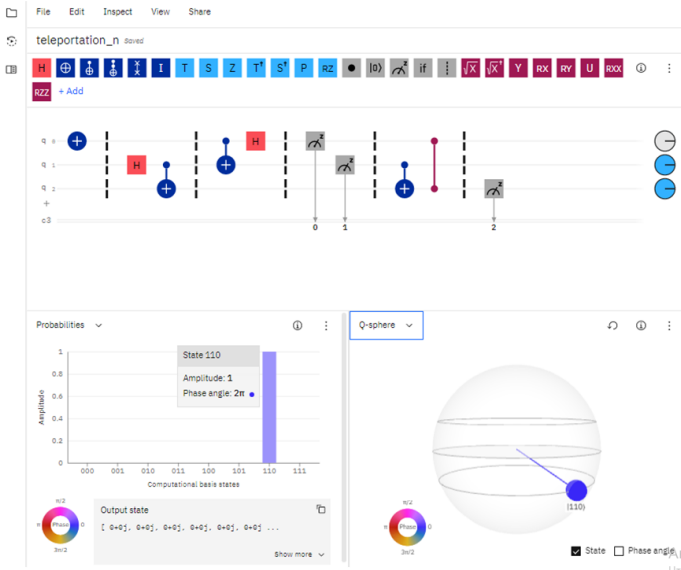 File Edit Inspect View Share
teleportation_n Saved
H I T S Z T† S† P RZ |0⟩ z if √X √X† Y RX RY U RXX
RZZ + Add
q 0 H z
q 1 H z
q 2 z
+
c3
0 1 2
Probabilities
Q-sphere
State 110
Amplitude: 1
Phase angle: 2π
1
0.8
0.6
0.4
0.2
0
Amplitude
000 001 010 011 100 101 110 111
Computational basis states
π/2
π Phase 0
3π/2
Output state
[ 0+0j, 0+0j, 0+0j, 0+0j, 0+0j, 0+0j ...
Show more
|110⟩
π/2
π Phase 0
3π/2
State Phase angle